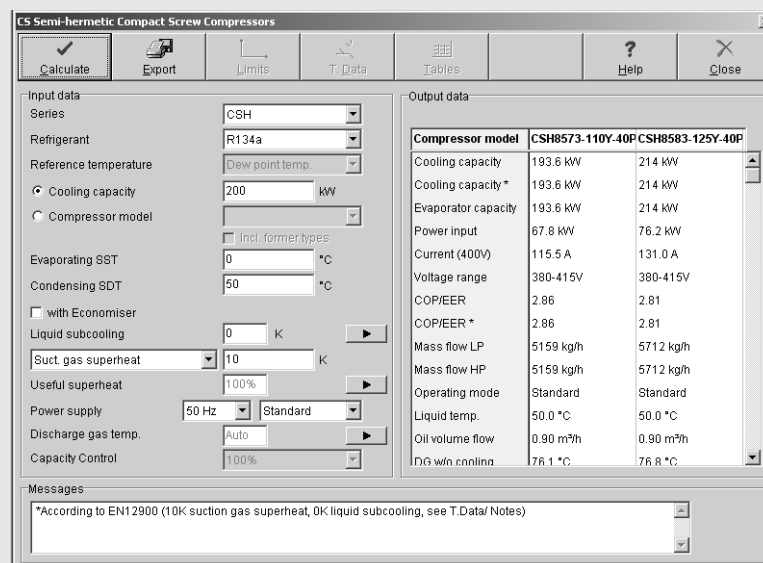 CS Semi-hermetic Compact Screw Compressors
Calculate Export Limits T. Data Tables Help Close
Input data
Series CSH
Refrigerant R134a
Reference temperature Dew point temp.
Cooling capacity 200 kW
Compressor model
Incl. former types
Evaporating SST 0 °C
Condensing SDT 50 °C
with Economiser
Liquid subcooling 0 K
Suct. gas superheat 10 K
Useful superheat 100%
Power supply 50 Hz Standard
Discharge gas temp. Auto
Capacity Control 100%
Output data
Compressor model CSH8573-110Y-40P CSH8583-125Y-40P
Cooling capacity 193.6 kW 214 kW
Cooling capacity * 193.6 kW 214 kW
Evaporator capacity 193.6 kW 214 kW
Power input 67.8 kW 76.2 kW
Current (400V) 115.5 A 131.0 A
Voltage range 380-415V 380-415V
COP/EER 2.86 2.81
COP/EER * 2.86 2.81
Mass flow LP 5159 kg/h 5712 kg/h
Mass flow HP 5159 kg/h 5712 kg/h
Operating mode Standard Standard
Liquid temp. 50.0 °C 50.0 °C
Oil volume flow 0.90 m³/h 0.90 m³/h
DG w/o cooling 76.1 °C 76.8 °C
Messages
*According to EN12900 (10K suction gas superheat, 0K liquid subcooling, see T.Data/ Notes)